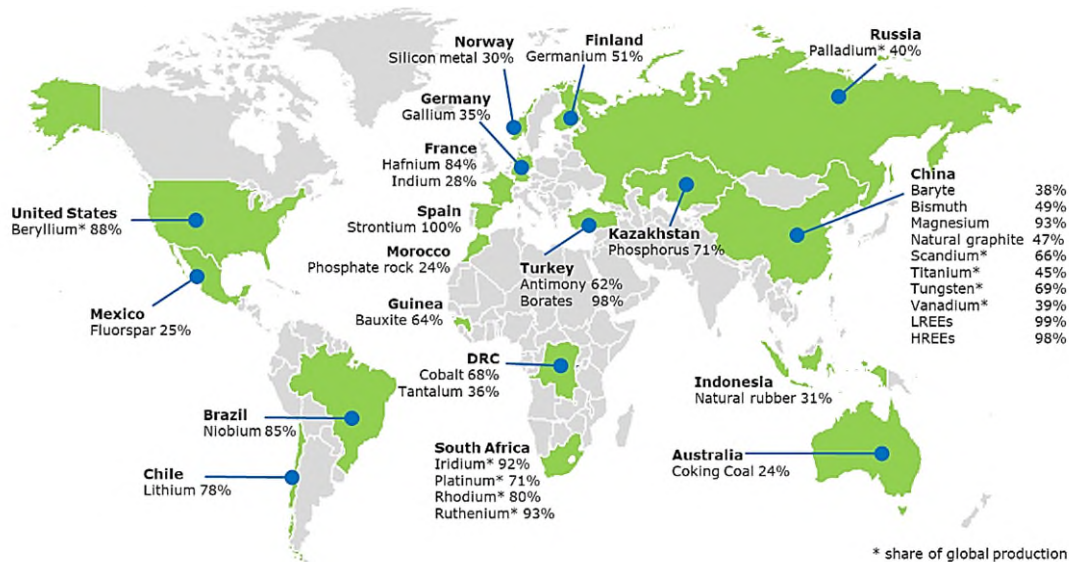 Norway
Silicon metal 30%
Finland
Germanium 51%
Russia
Palladium* 40%
Germany
Gallium 35%
France
Hafnium 84%
Indium 28%
United States
Beryllium* 88%
Spain
Strontium 100%
Morocco
Phosphate rock 24%
Kazakhstan
Phosphorus 71%
Turkey
Antimony 62%
Borates 98%
China
Baryte 38%
Bismuth 49%
Magnesium 93%
Natural graphite 47%
Scandium* 66%
Titanium* 45%
Tungsten* 69%
Vanadium* 39%
LREEs 99%
HREEs 98%
Mexico
Fluorspar 25%
Guinea
Bauxite 64%
DRC
Cobalt 68%
Tantalum 36%
Indonesia
Natural rubber 31%
Brazil
Niobium 85%
South Africa
Iridium* 92%
Platinum* 71%
Rhodium* 80%
Ruthenium* 93%
Australia
Coking Coal 24%
Chile
Lithium 78%
* share of global production